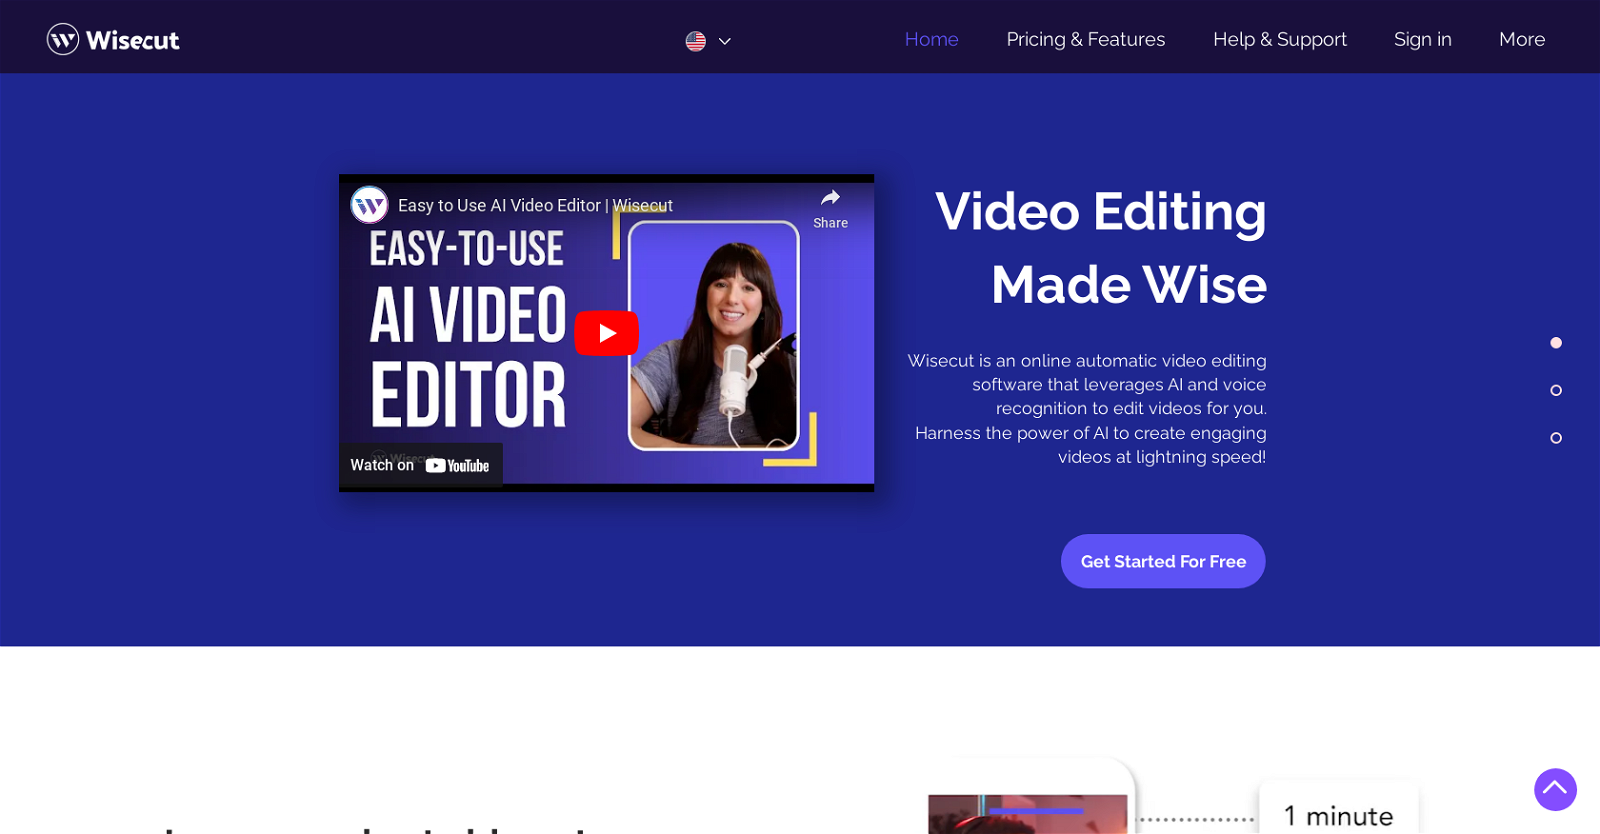 Wisecut
Home
Pricing & Features
Help & Support
Sign in
More
Easy to Use AI Video Editor | Wisecut
Share
EASY-TO-USE
AI VIDEO
EDITOR
Wisecut
Watch on YouTube
Video Editing
Made Wise
Wisecut is an online automatic video editing
software that leverages AI and voice
recognition to edit videos for you.
Harness the power of AI to create engaging
videos at lightning speed!
Get Started For Free
1 minute